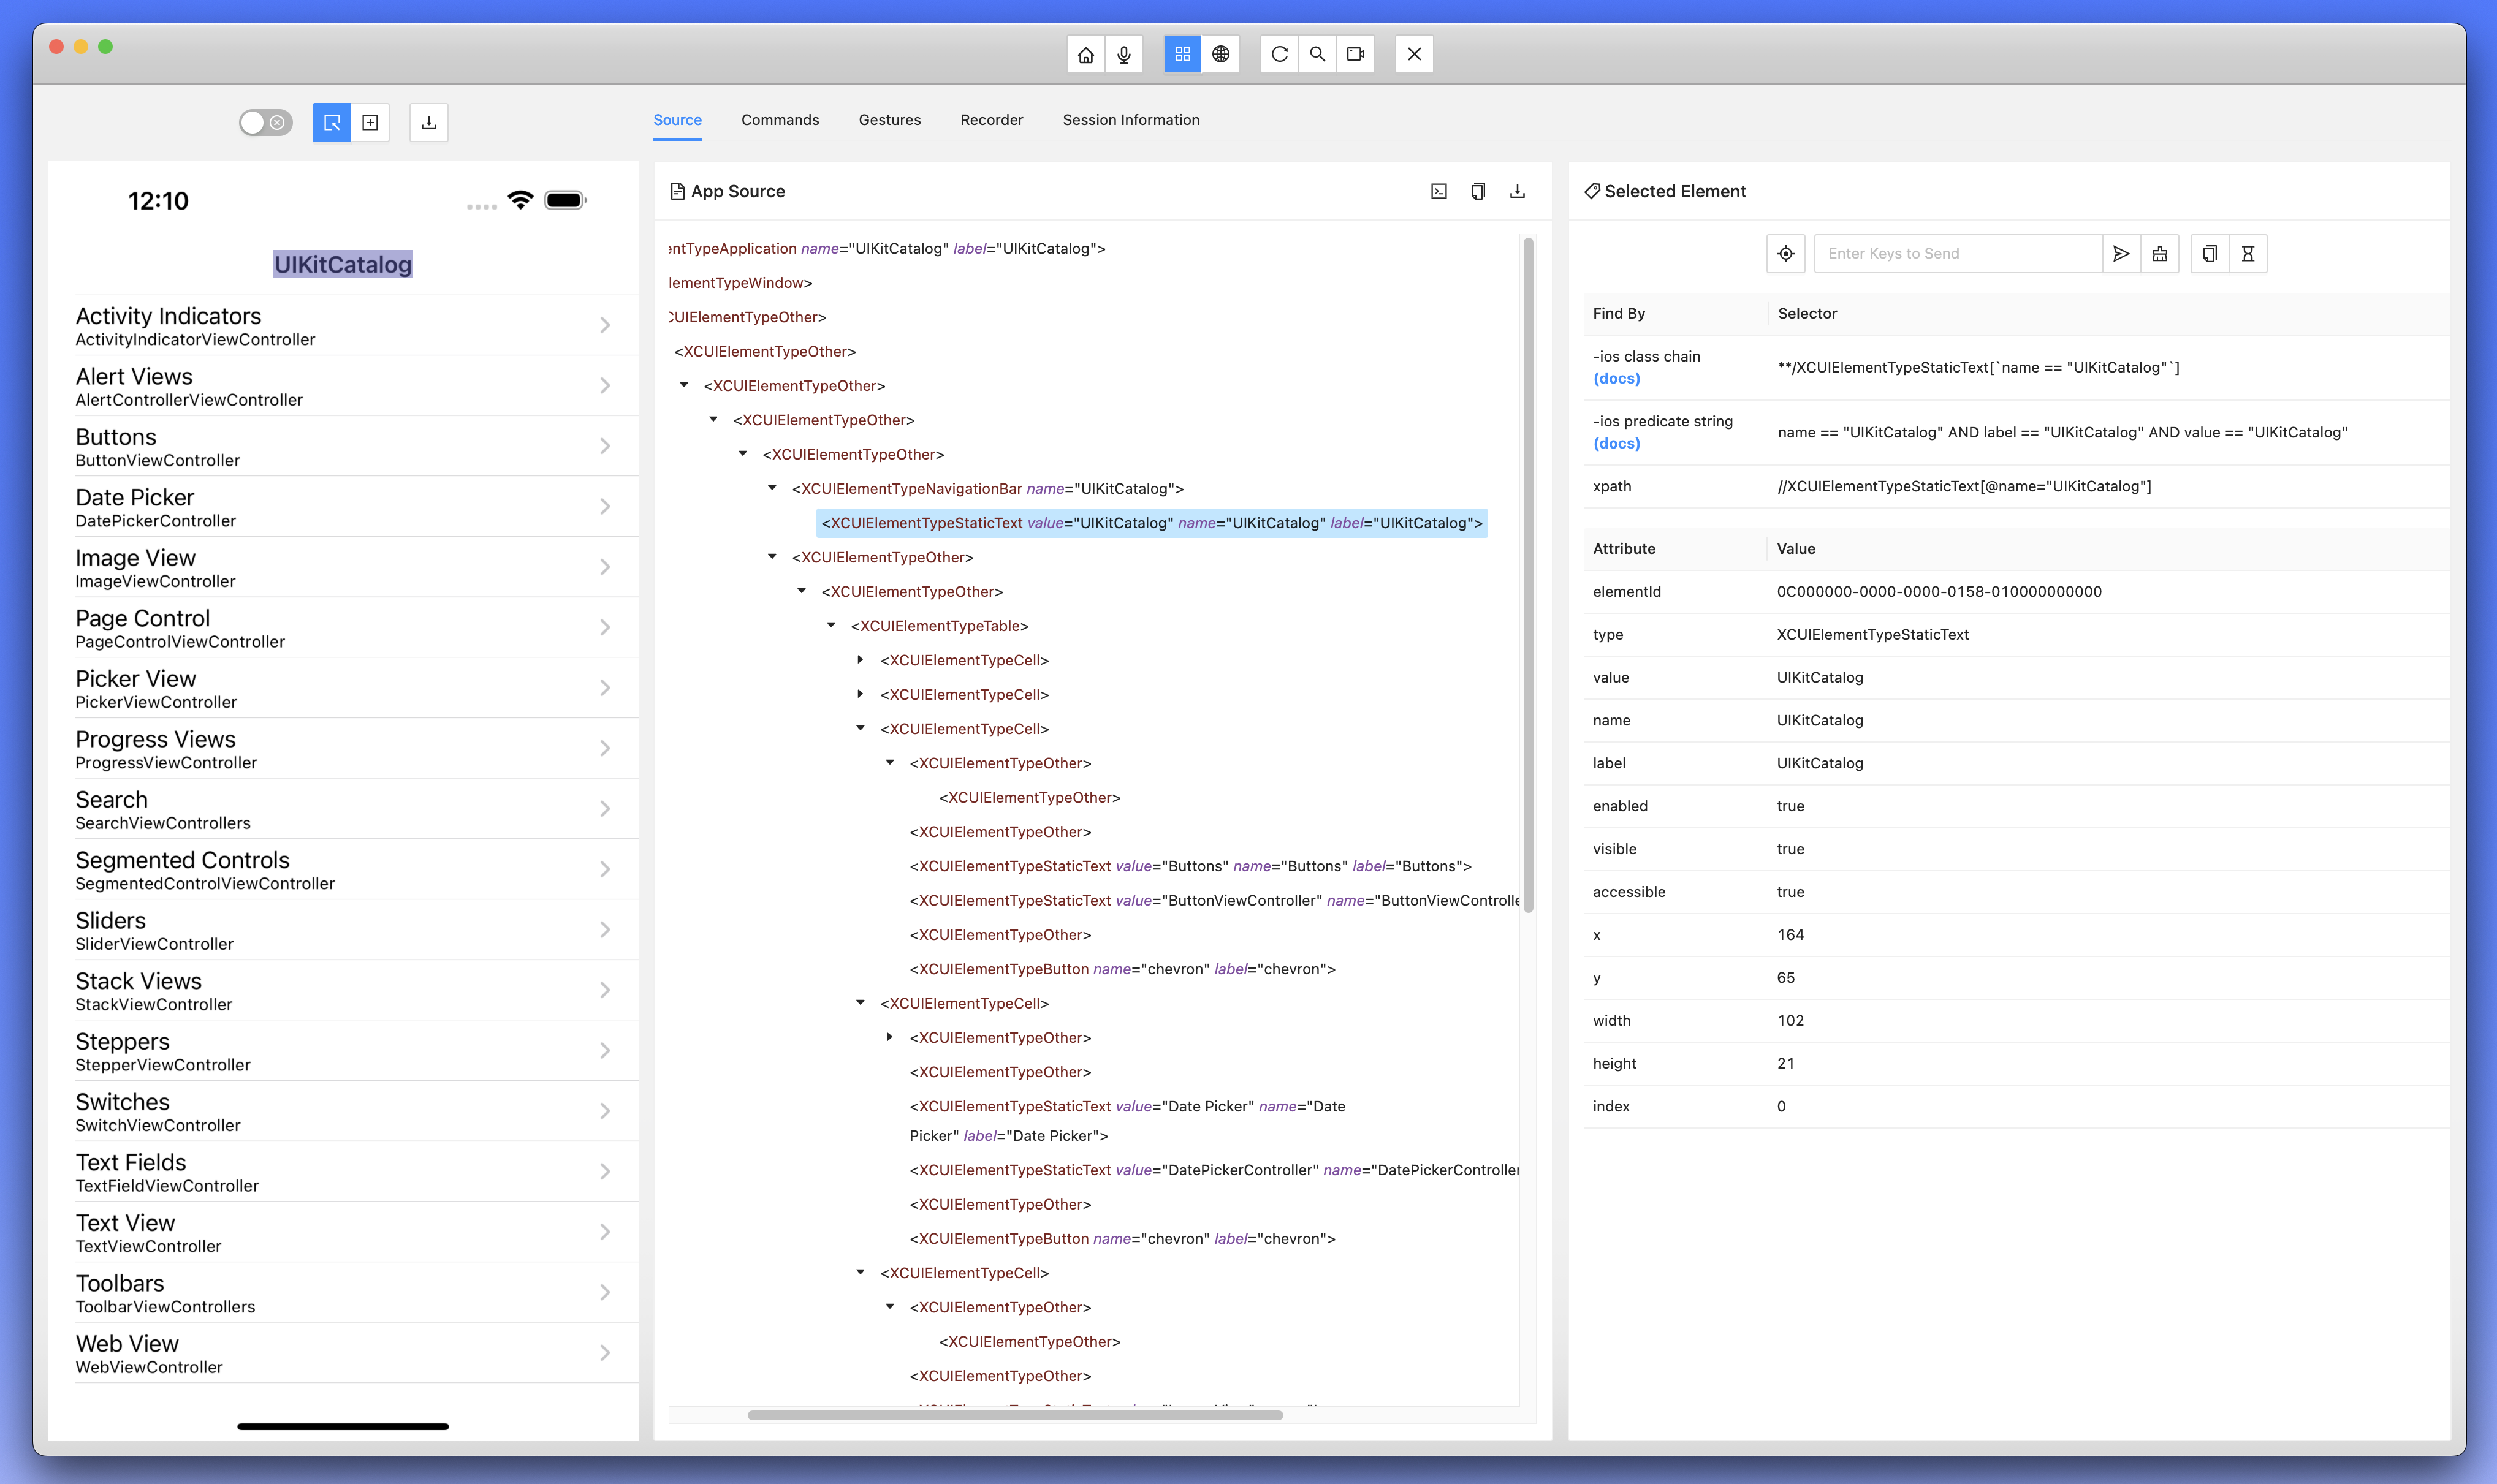 Source
Commands
Gestures
Recorder
Session Information
12:10
UIKitCatalog
Activity Indicators
ActivityIndicatorViewController
Alert Views
AlertControllerViewController
Buttons
ButtonViewController
Date Picker
DatePickerController
Image View
ImageViewController
Page Control
PageControlViewController
Picker View
PickerViewController
Progress Views
ProgressViewController
Search
SearchViewControllers
Segmented Controls
SegmentedControlViewController
Sliders
SliderViewController
Stack Views
StackViewController
Steppers
StepperViewController
Switches
SwitchViewController
Text Fields
TextFieldViewController
Text View
TextViewController
Toolbars
ToolbarViewControllers
Web View
WebViewController
App Source
entTypeApplication name="UIKitCatalog" label="UIKitCatalog">
lementTypeWindow>
CUIElementTypeOther>
<XCUIElementTypeOther>
<XCUIElementTypeOther>
<XCUIElementTypeOther>
<XCUIElementTypeOther>
<XCUIElementTypeNavigationBar name="UIKitCatalog">
<XCUIElementTypeStaticText value="UIKitCatalog" name="UIKitCatalog" label="UIKitCatalog">
<XCUIElementTypeOther>
<XCUIElementTypeOther>
<XCUIElementTypeTable>
<XCUIElementTypeCell>
<XCUIElementTypeCell>
<XCUIElementTypeCell>
<XCUIElementTypeOther>
<XCUIElementTypeOther>
<XCUIElementTypeOther>
<XCUIElementTypeStaticText value="Buttons" name="Buttons" label="Buttons">
<XCUIElementTypeStaticText value="ButtonViewController" name="ButtonViewControlle
<XCUIElementTypeOther>
<XCUIElementTypeButton name="chevron" label="chevron">
<XCUIElementTypeCell>
<XCUIElementTypeOther>
<XCUIElementTypeOther>
<XCUIElementTypeStaticText value="Date Picker" name="Date
Picker" label="Date Picker">
<XCUIElementTypeStaticText value="DatePickerController" name="DatePickerController
<XCUIElementTypeOther>
<XCUIElementTypeButton name="chevron" label="chevron">
<XCUIElementTypeCell>
<XCUIElementTypeOther>
<XCUIElementTypeOther>
<XCUIElementTypeOther>
Selected Element
Enter Keys to Send
Find By Selector
-ios class chain
(docs)
**/XCUIElementTypeStaticText[`name == "UIKitCatalog"`]
-ios predicate string
(docs)
name == "UIKitCatalog" AND label == "UIKitCatalog" AND value == "UIKitCatalog"
xpath //XCUIElementTypeStaticText[@name="UIKitCatalog"]
Attribute Value
elementId 0C000000-0000-0000-0158-010000000000
type XCUIElementTypeStaticText
value UIKitCatalog
name UIKitCatalog
label UIKitCatalog
enabled true
visible true
accessible true
x 164
y 65
width 102
height 21
index 0